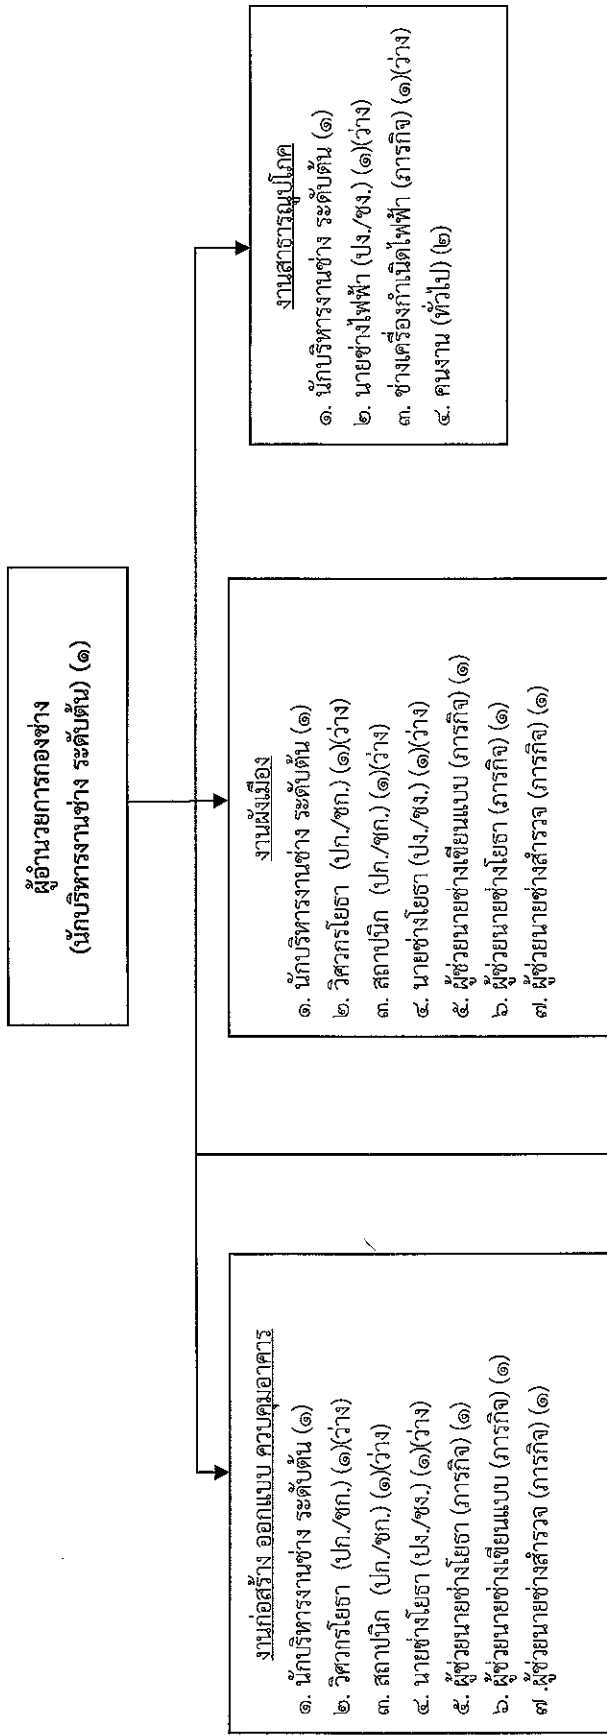 ผู้อำนวยการกองช่าง
(นักบริหารงานช่าง ระดับต้น) (๑)
งานก่อสร้าง ออกแบบ ควบคุมอาคาร
๑. นักบริหารงานช่าง ระดับต้น (๑)
๒. วิศวกรโยธา (ปก./ชก.) (๑)(ว่าง)
๓. สถาปนิก (ปก./ชก.) (๑)(ว่าง)
๔. นายช่างโยธา (ปง./ชง.) (๑)(ว่าง)
๕. ผู้ช่วยนายช่างโยธา (ภารกิจ) (๑)
๖. ผู้ช่วยนายช่างเขียนแบบ (ภารกิจ) (๑)
๗ .ผู้ช่วยนายช่างสำรวจ (ภารกิจ) (๑)
งานผังเมือง
๑. นักบริหารงานช่าง ระดับต้น (๑)
๒. วิศวกรโยธา (ปก./ชก.) (๑)(ว่าง)
๓. สถาปนิก (ปก./ชก.) (๑)(ว่าง)
๔. นายช่างโยธา (ปง./ชง.) (๑)(ว่าง)
๕. ผู้ช่วยนายช่างเขียนแบบ (ภารกิจ) (๑)
๖. ผู้ช่วยนายช่างโยธา (ภารกิจ) (๑)
๗. ผู้ช่วยนายช่างสำรวจ (ภารกิจ) (๑)
งานสาธารณูปโภค
๑. นักบริหารงานช่าง ระดับต้น (๑)
๒. นายช่างไฟฟ้า (ปง./ชง.) (๑)(ว่าง)
๓. ช่างเครื่องกำเนิดไฟฟ้า (ภารกิจ) (๑)(ว่าง)
๔. คนงาน (ทั่วไป) (๒)